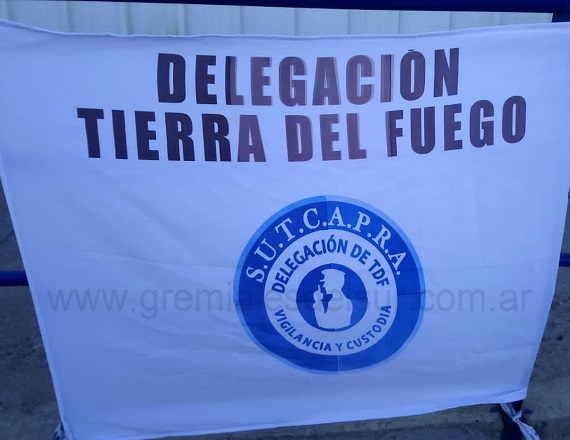 DELEGACIÓN
TIERRA DEL FUEGO
S.U.T.C.A.P.R.A.
DELEGACIÓN DE TDF
VIGILANCIA Y CUSTODIA